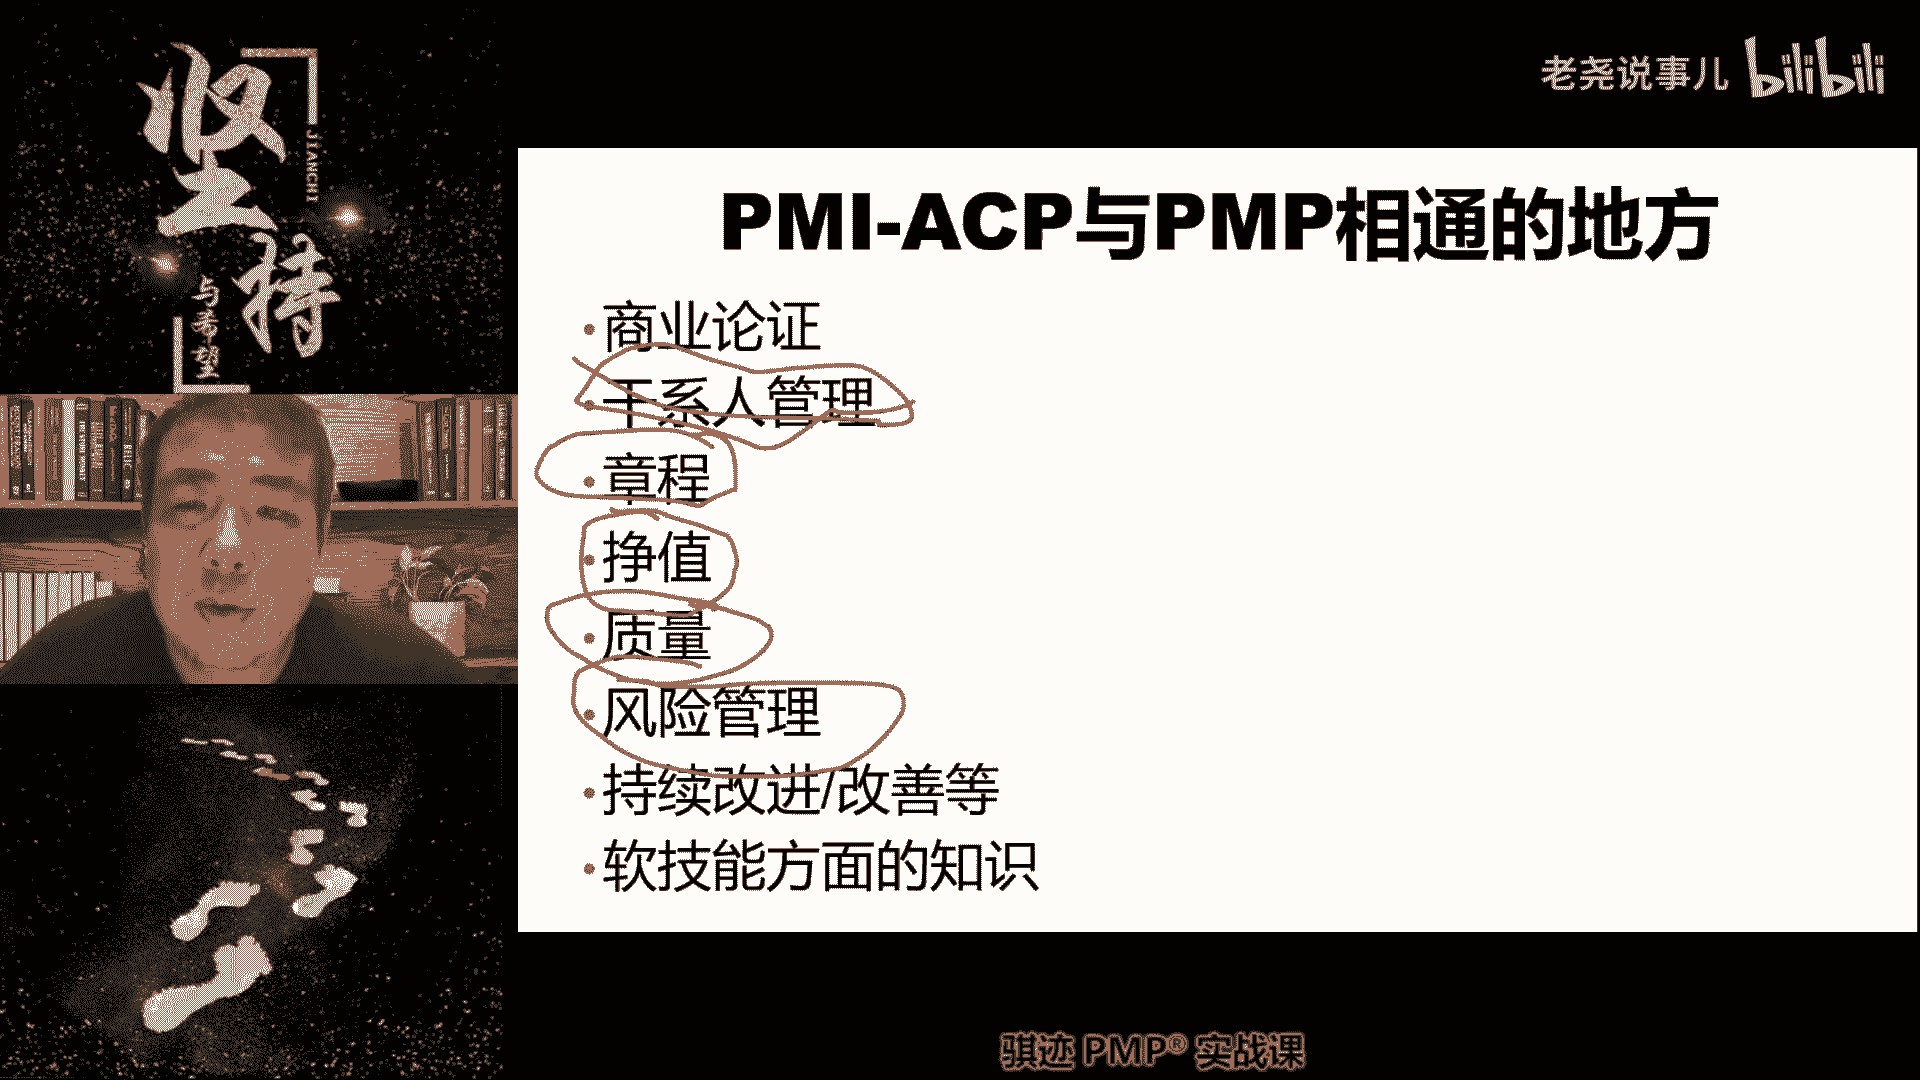 坚持
JIANCHI
与希望
老尧说事儿 bilibili
PMI-ACP与PMP相通的地方
•商业论证
•干系人管理
•章程
•挣值
•质量
•风险管理
•持续改进/改善等
•软技能方面的知识
骐迹 PMP® 实战课